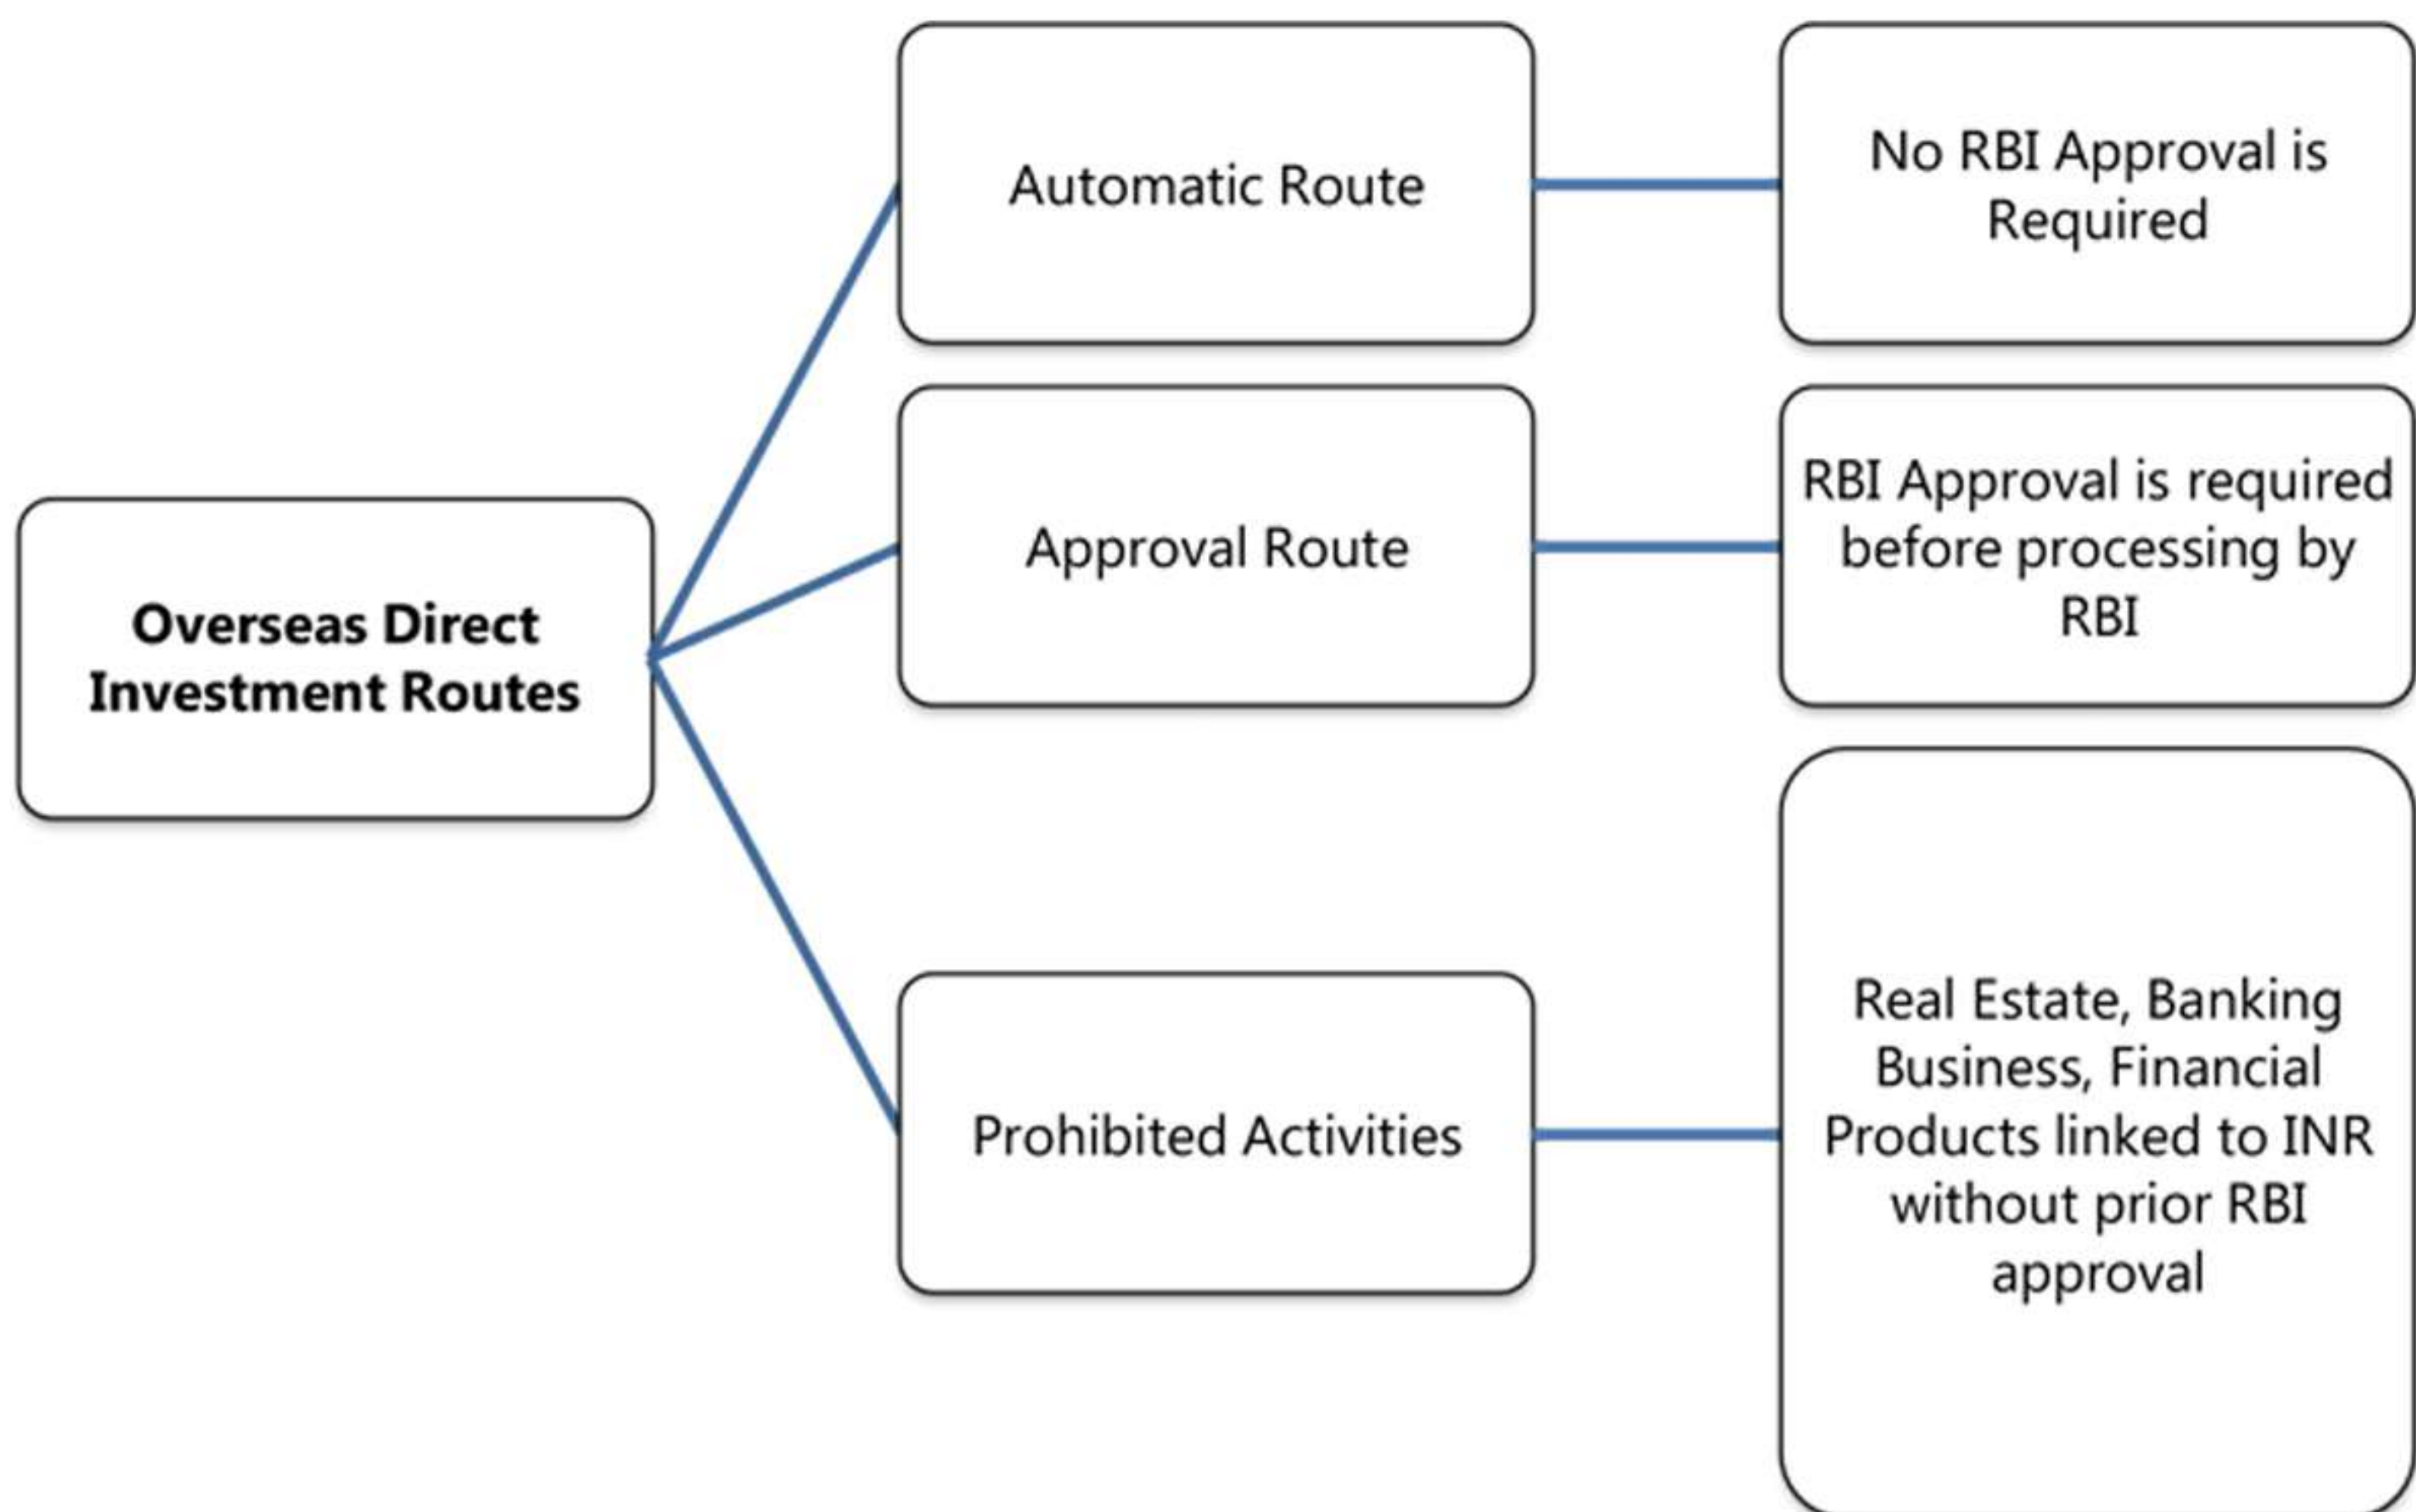 Overseas Direct
Investment Routes
Automatic Route
No RBI Approval is
Required
Approval Route
RBI Approval is required
before processing by
RBI
Prohibited Activities
Real Estate, Banking
Business, Financial
Products linked to INR
without prior RBI
approval